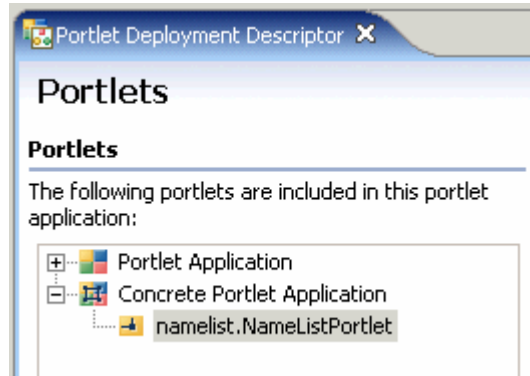 Portlet Deployment Descriptor
Portlets
Portlets
The following portlets are included in this portlet
application:
Portlet Application
Concrete Portlet Application
namelist.NameListPortlet